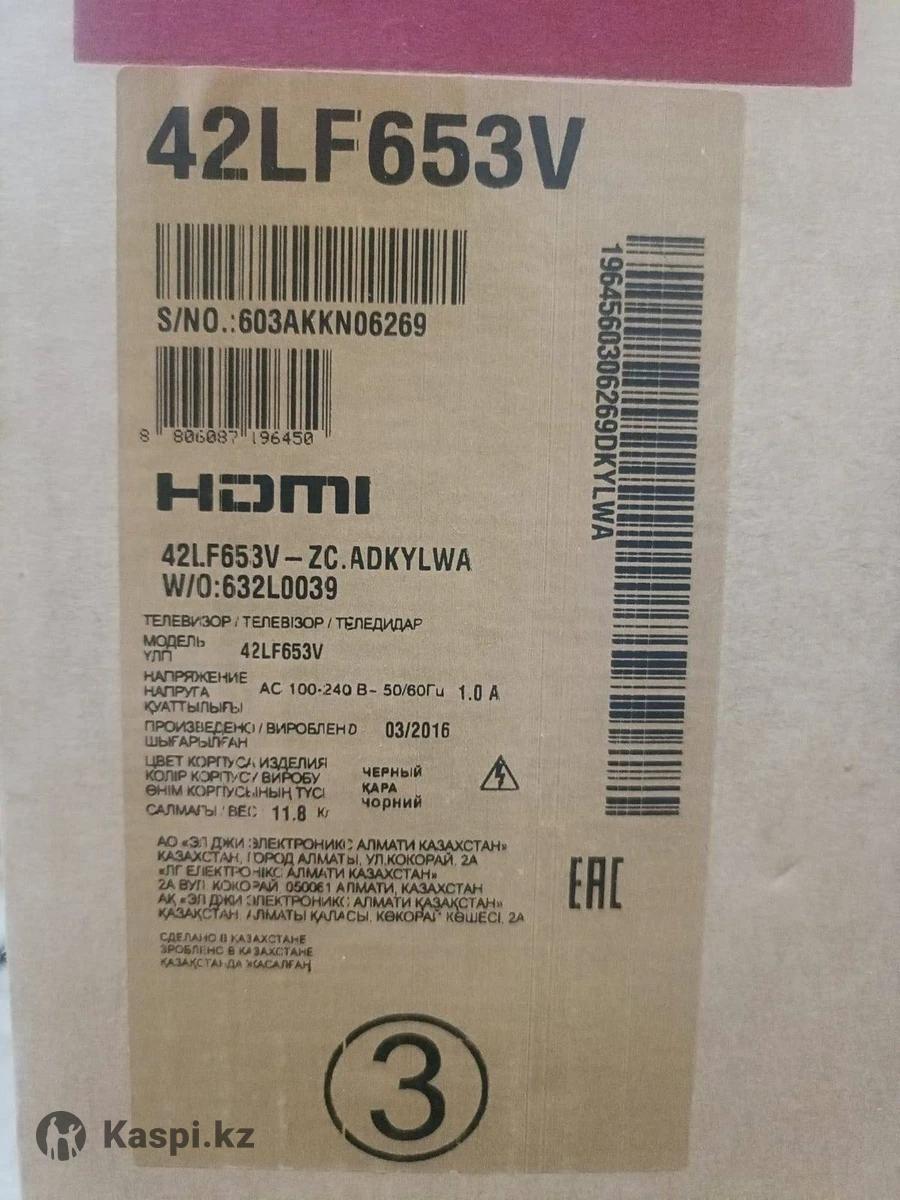 42LF653V
S/NO.:603AKKN06269
8 806087 196450
1964560306269DKYLWA
HDMI
42LF653V-ZC.ADKYLWA
W/O:632L0039
ТЕЛЕВИЗОР / ТЕЛЕВІЗОР / ТЕЛЕДИДАР
МОДЕЛЬ
ҮЛГІ
42LF653V
НАПРЯЖЕНИЕ
НАПРУГА
ҚУАТТЫЛЫҒЫ
AC 100-240 В~ 50/60Гц 1.0 A
ПРОИЗВЕДЕНО / ВИРОБЛЕНО
ШЫҒАРЫЛҒАН
03/2016
ЦВЕТ КОРПУСА ИЗДЕЛИЯ
КОЛІР КОРПУСУ ВИРОБУ
ӨНІМ КОРПУСЫНЫҢ ТҮСІ
ЧЕРНЫЙ
ҚАРА
ЧОРНИЙ
САЛМАҒЫ / ВЕС 11.8 Кг
АО «ЭЛ ДЖИ ЭЛЕКТРОНИКС АЛМАТИ КАЗАХСТАН»
КАЗАХСТАН, ГОРОД АЛМАТЫ, УЛ.КОКОРАЙ, 2А
«ЛГ ЕЛЕКТРОНІКС АЛМАТИ КАЗАХСТАН»
2А ВУЛ. КОКОРАЙ, 050061 АЛМАТИ, КАЗАХСТАН
АҚ «ЭЛ ДЖИ ЭЛЕКТРОНИКС АЛМАТИ ҚАЗАҚСТАН»
ҚАЗАҚСТАН, АЛМАТЫ ҚАЛАСЫ, КӨКОРАЙ КӨШЕСІ, 2А
EAC
СДЕЛАНО В КАЗАХСТАНЕ
ЗРОБЛЕНО В КАЗАХСТАНЕ
ҚАЗАҚСТАНДА ЖАСАЛҒАН
3
Kaspi.kz